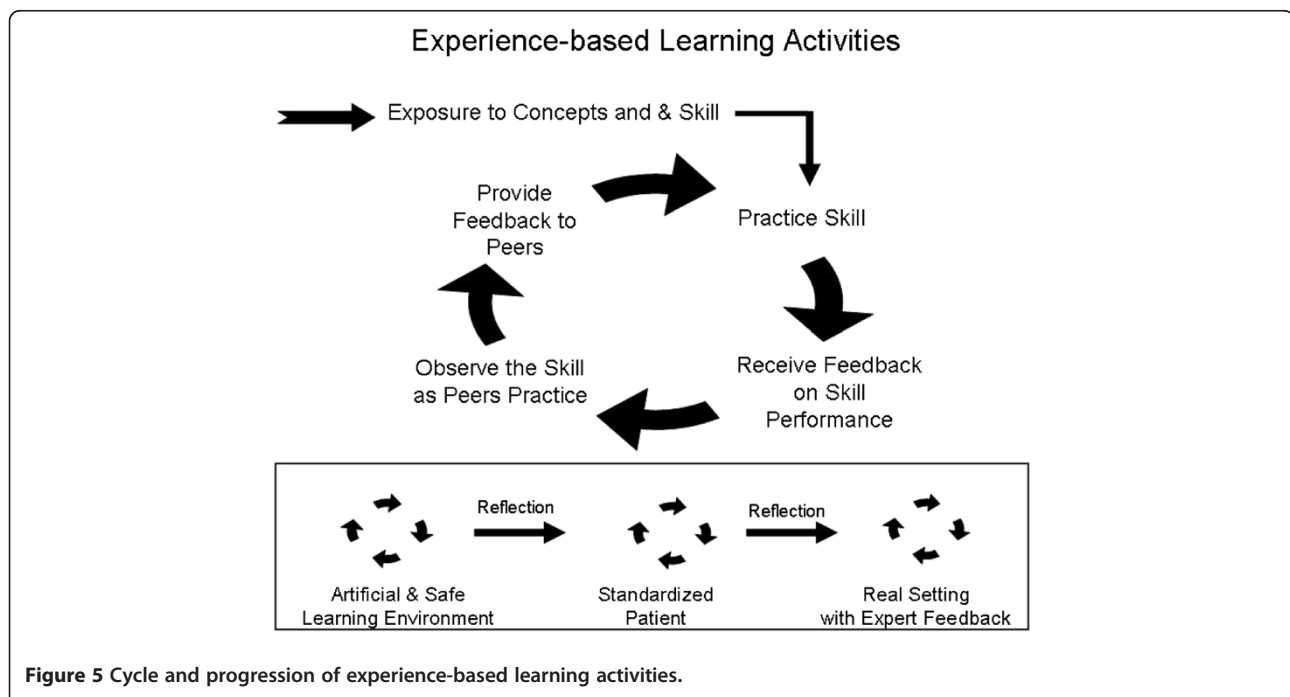 Experience-based Learning Activities
Exposure to Concepts and & Skill
Provide
Feedback to
Peers
Practice Skill
Observe the Skill
as Peers Practice
Receive Feedback
on Skill
Performance
Reflection
Reflection
Artificial & Safe
Learning Environment
Standardized
Patient
Real Setting
with Expert Feedback
Figure 5 Cycle and progression of experience-based learning activities.